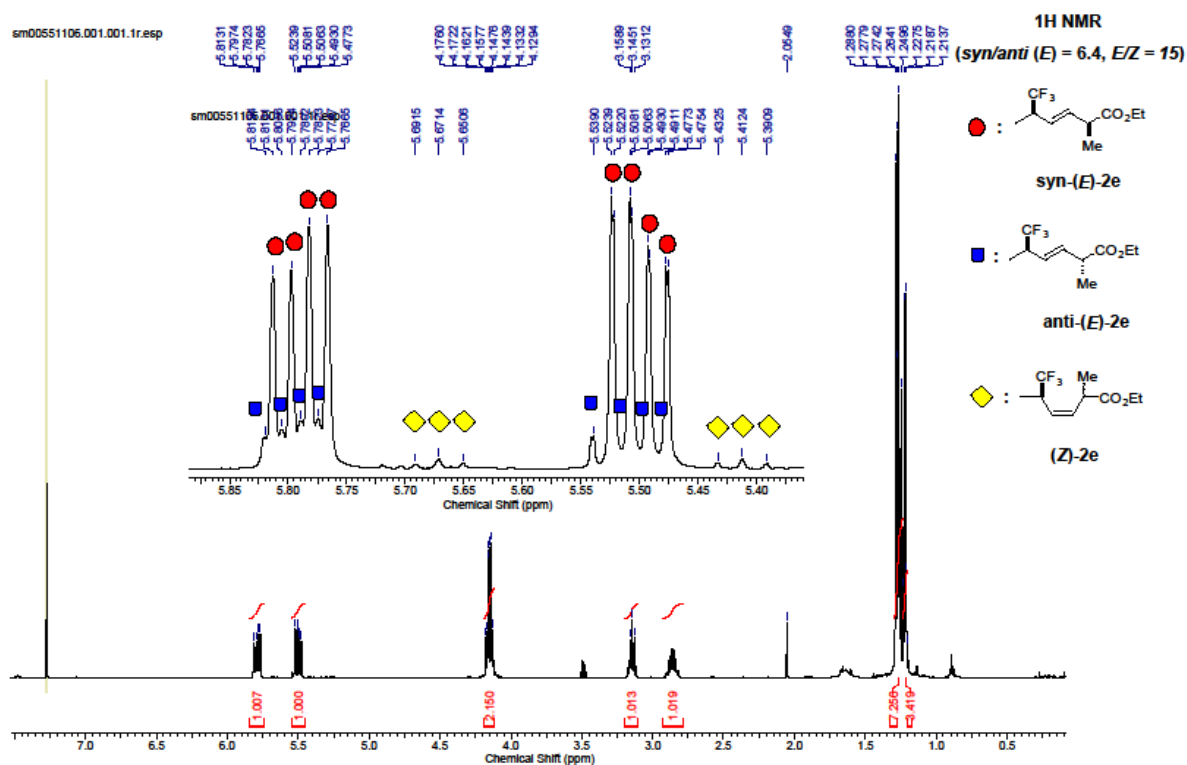 sm00551106.001.001.1r.esp
5.8131
5.7974
5.7823
5.7665
5.5239
5.5081
5.5063
5.4930
5.4773
4.1760
4.1722
4.1621
4.1577
4.1476
4.1439
4.1332
4.1294
3.1589
3.1451
3.1312
2.0549
1.2880
1.2779
1.2742
1.2641
1.2496
1.2275
1.2187
1.2137
1H NMR
(syn/anti (E) = 6.4, E/Z = 15)
5.7665
5.6915
5.6714
5.6506
5.5390
5.5239
5.5220
5.5081
5.5063
5.4930
5.4911
5.4773
5.4754
5.4325
5.4124
5.3909
CF3
CO2Et
Me
:
syn-(E)-2e
CF3
CO2Et
Me
:
anti-(E)-2e
CF3 Me
CO2Et
:
(Z)-2e
5.85 5.80 5.75 5.70 5.65 5.60 5.55 5.50 5.45 5.40
Chemical Shift (ppm)
1.007 1.000 2.150 1.013 1.019 7.256 3.419
7.0 6.5 6.0 5.5 5.0 4.5 4.0 3.5 3.0 2.5 2.0 1.5 1.0 0.5
Chemical Shift (ppm)